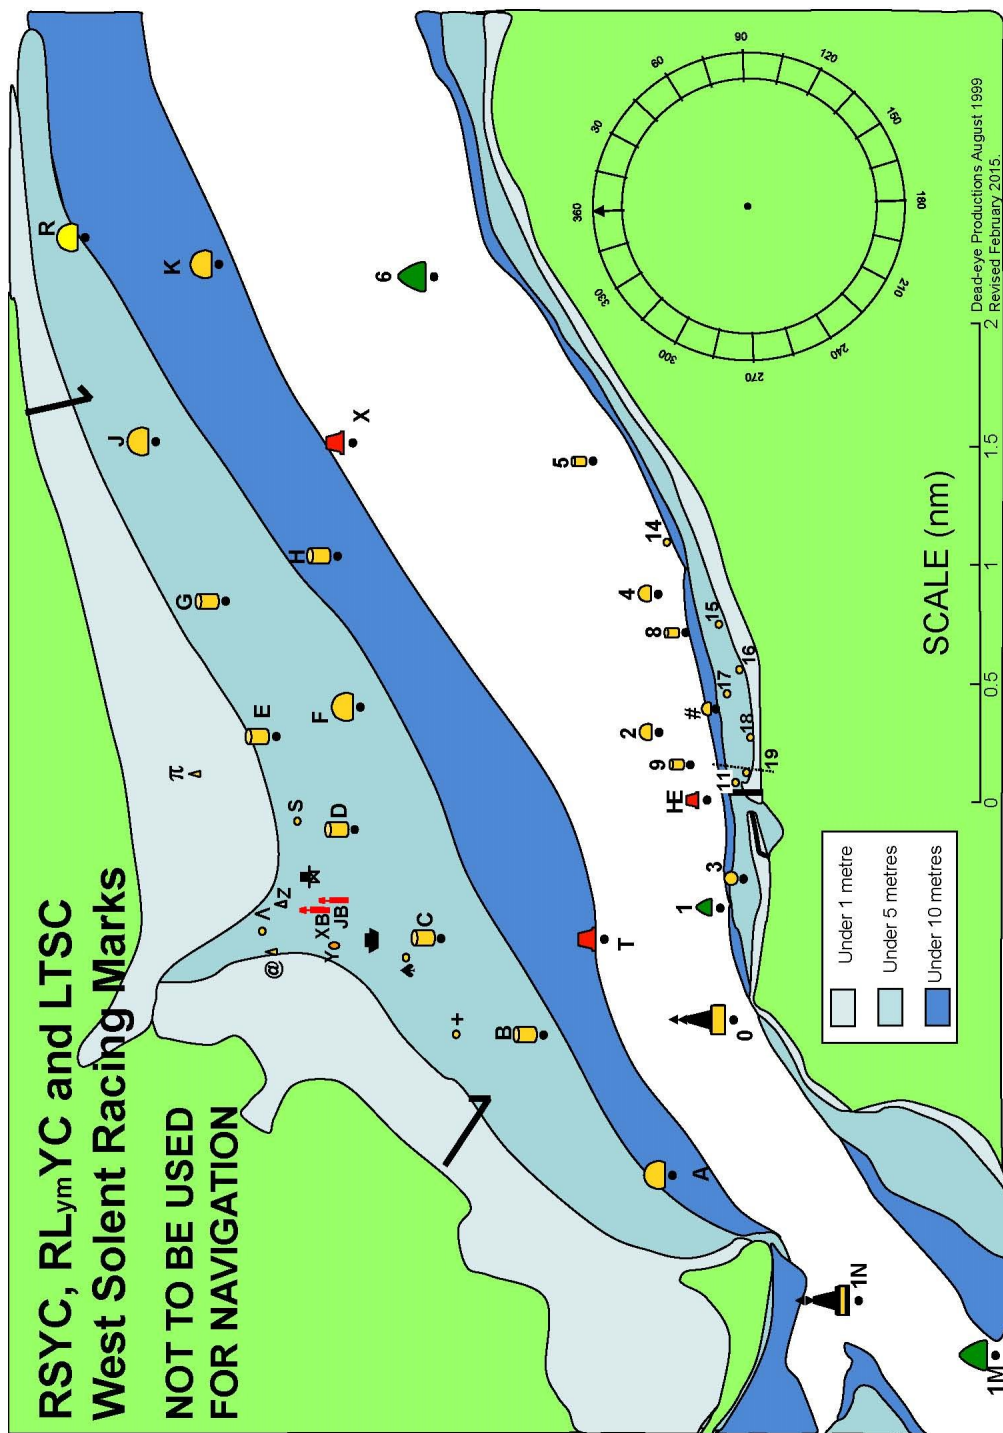 RSYC, RLymYC and LTSC
West Solent Racing Marks
NOT TO BE USED
FOR NAVIGATION
R
K
J
6
X
G
H
5
14
E
F
4
π
8
15
2
16
17
#
S
D
9
18
19
11
HE
Z
Λ
XB
JB
3
1
@
Y
C
T
+
B
0
A
1N
1M
360
30
60
90
120
150
180
210
240
270
300
330
SCALE (nm)
0 0.5 1 1.5 2
Under 1 metre
Under 5 metres
Under 10 metres
Dead-eye Productions August 1999
Revised February 2015.